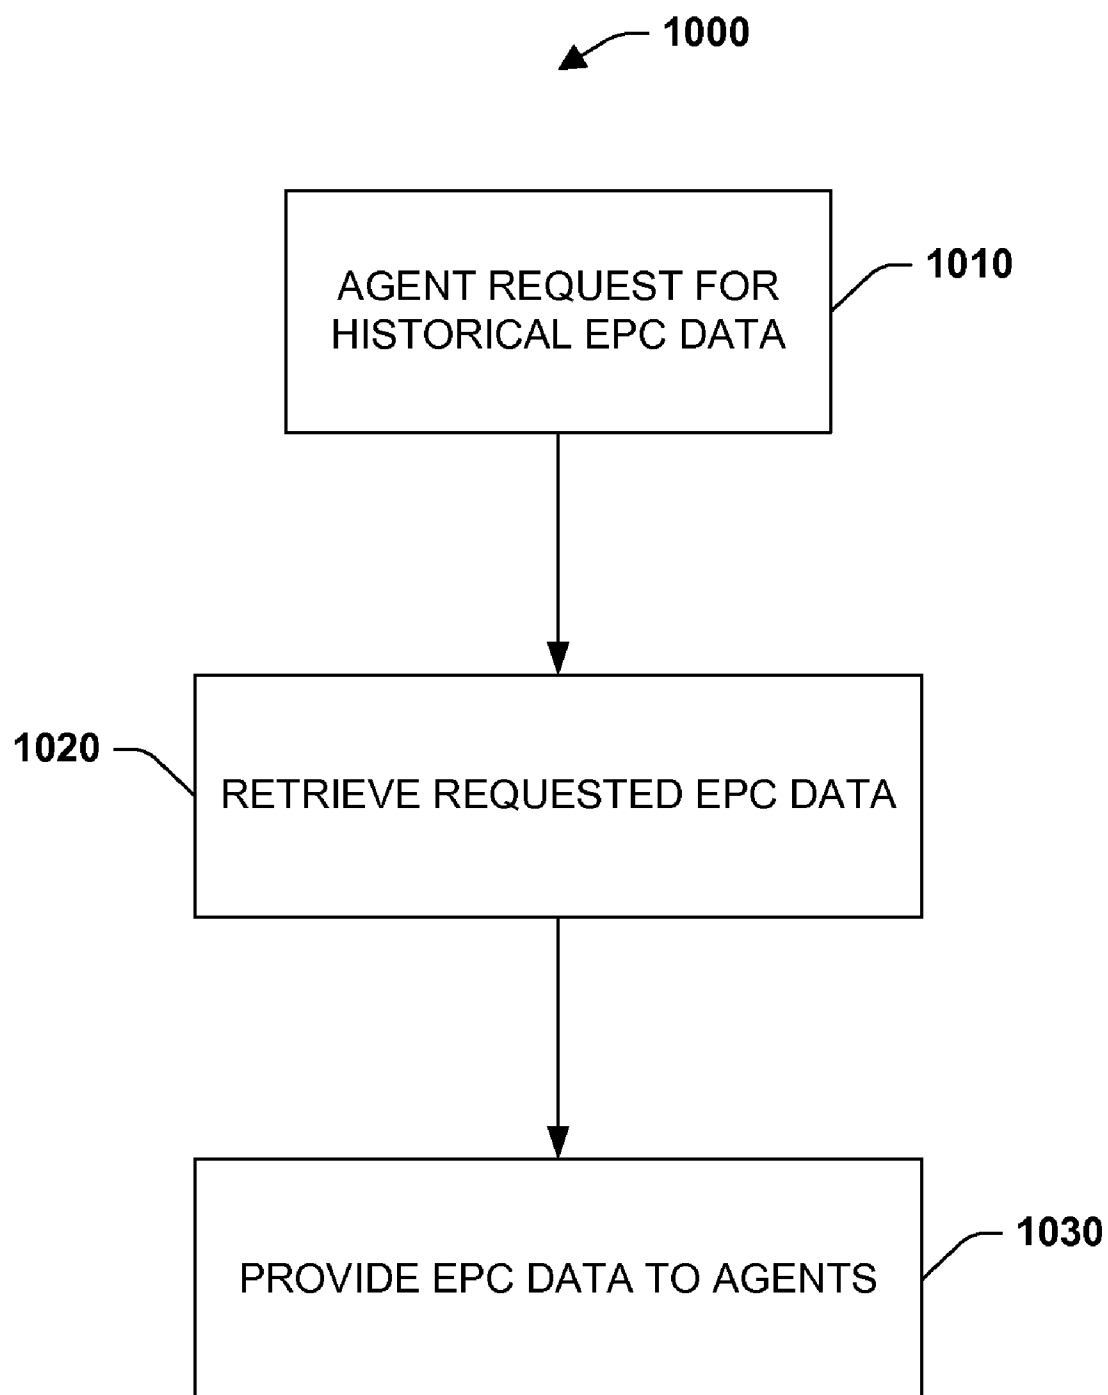 1000
AGENT REQUEST FOR
HISTORICAL EPC DATA
1010
1020
RETRIEVE REQUESTED EPC DATA
PROVIDE EPC DATA TO AGENTS
1030